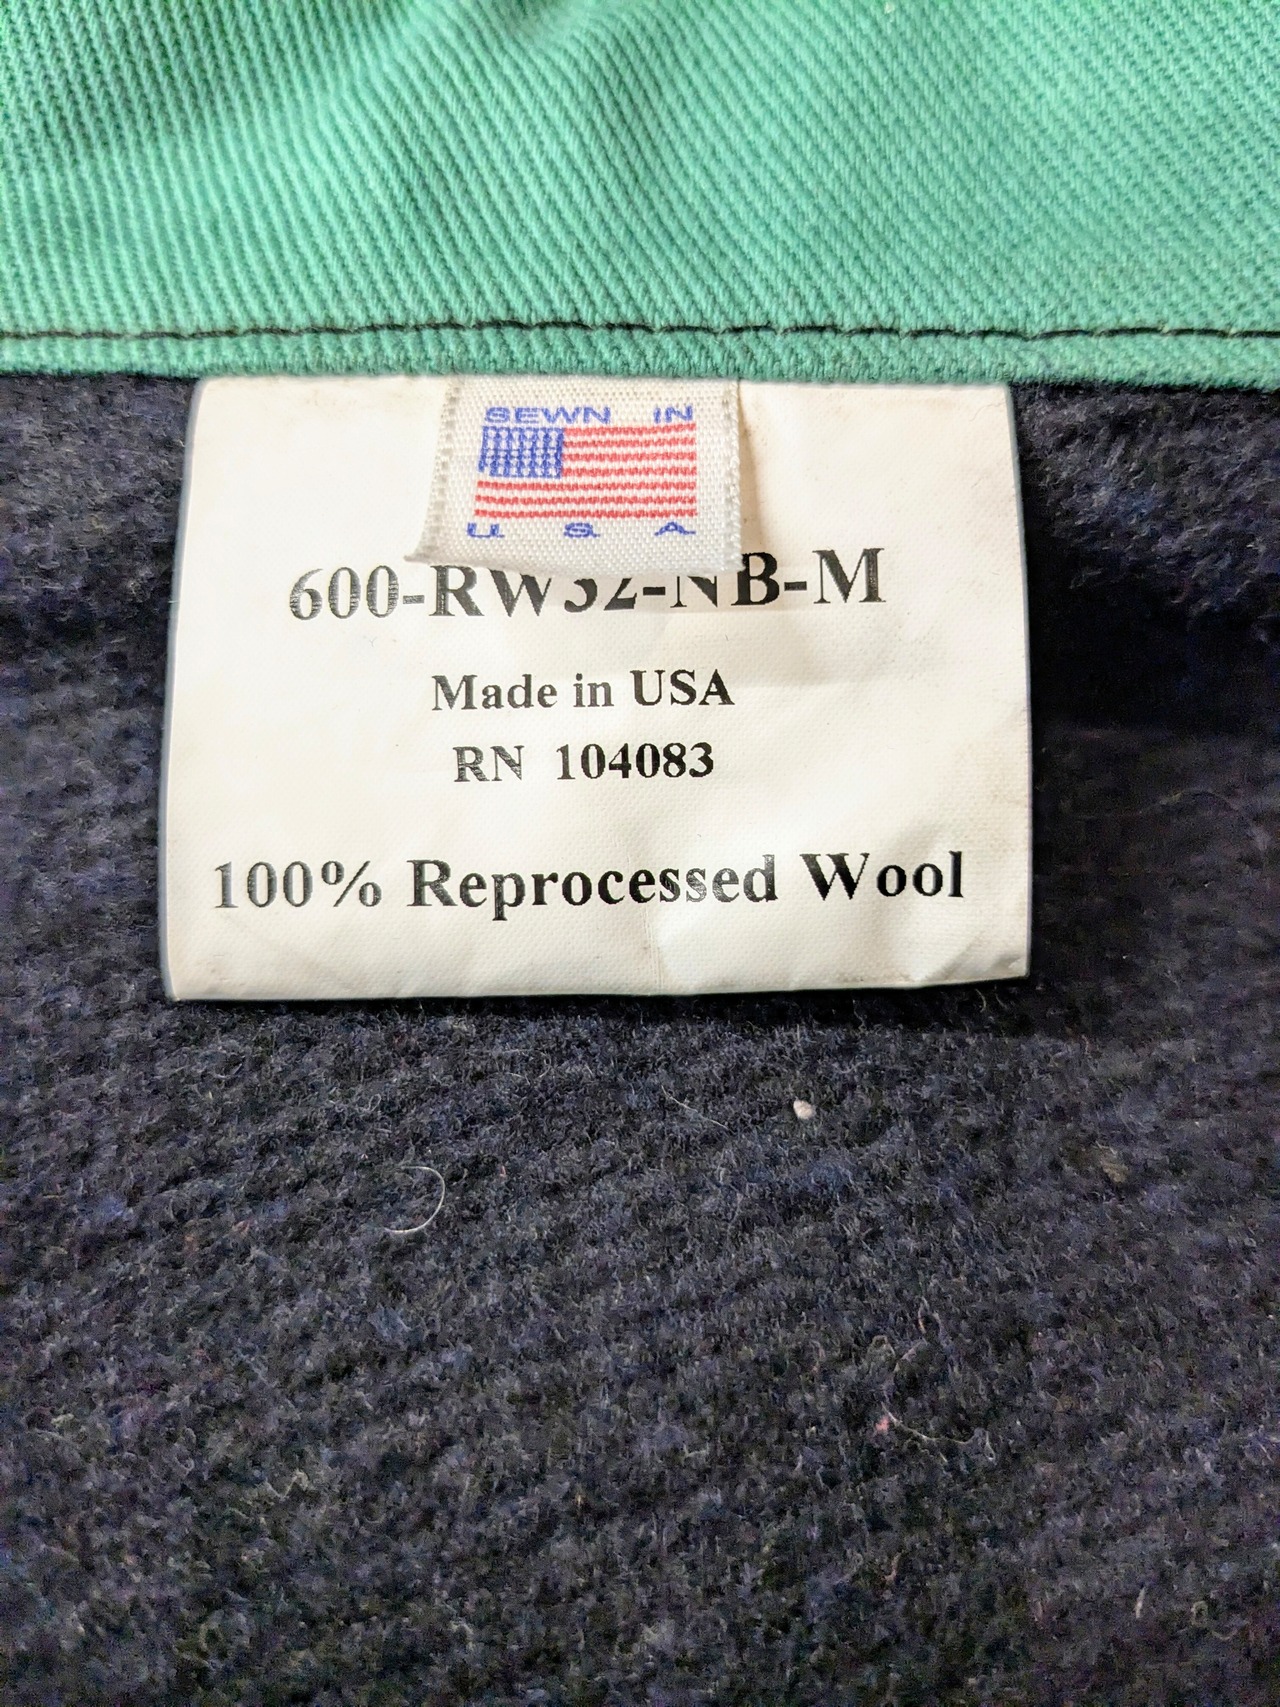 SEWN IN
U S A
600-RW32-NB-M
Made in USA
RN 104083
100% Reprocessed Wool